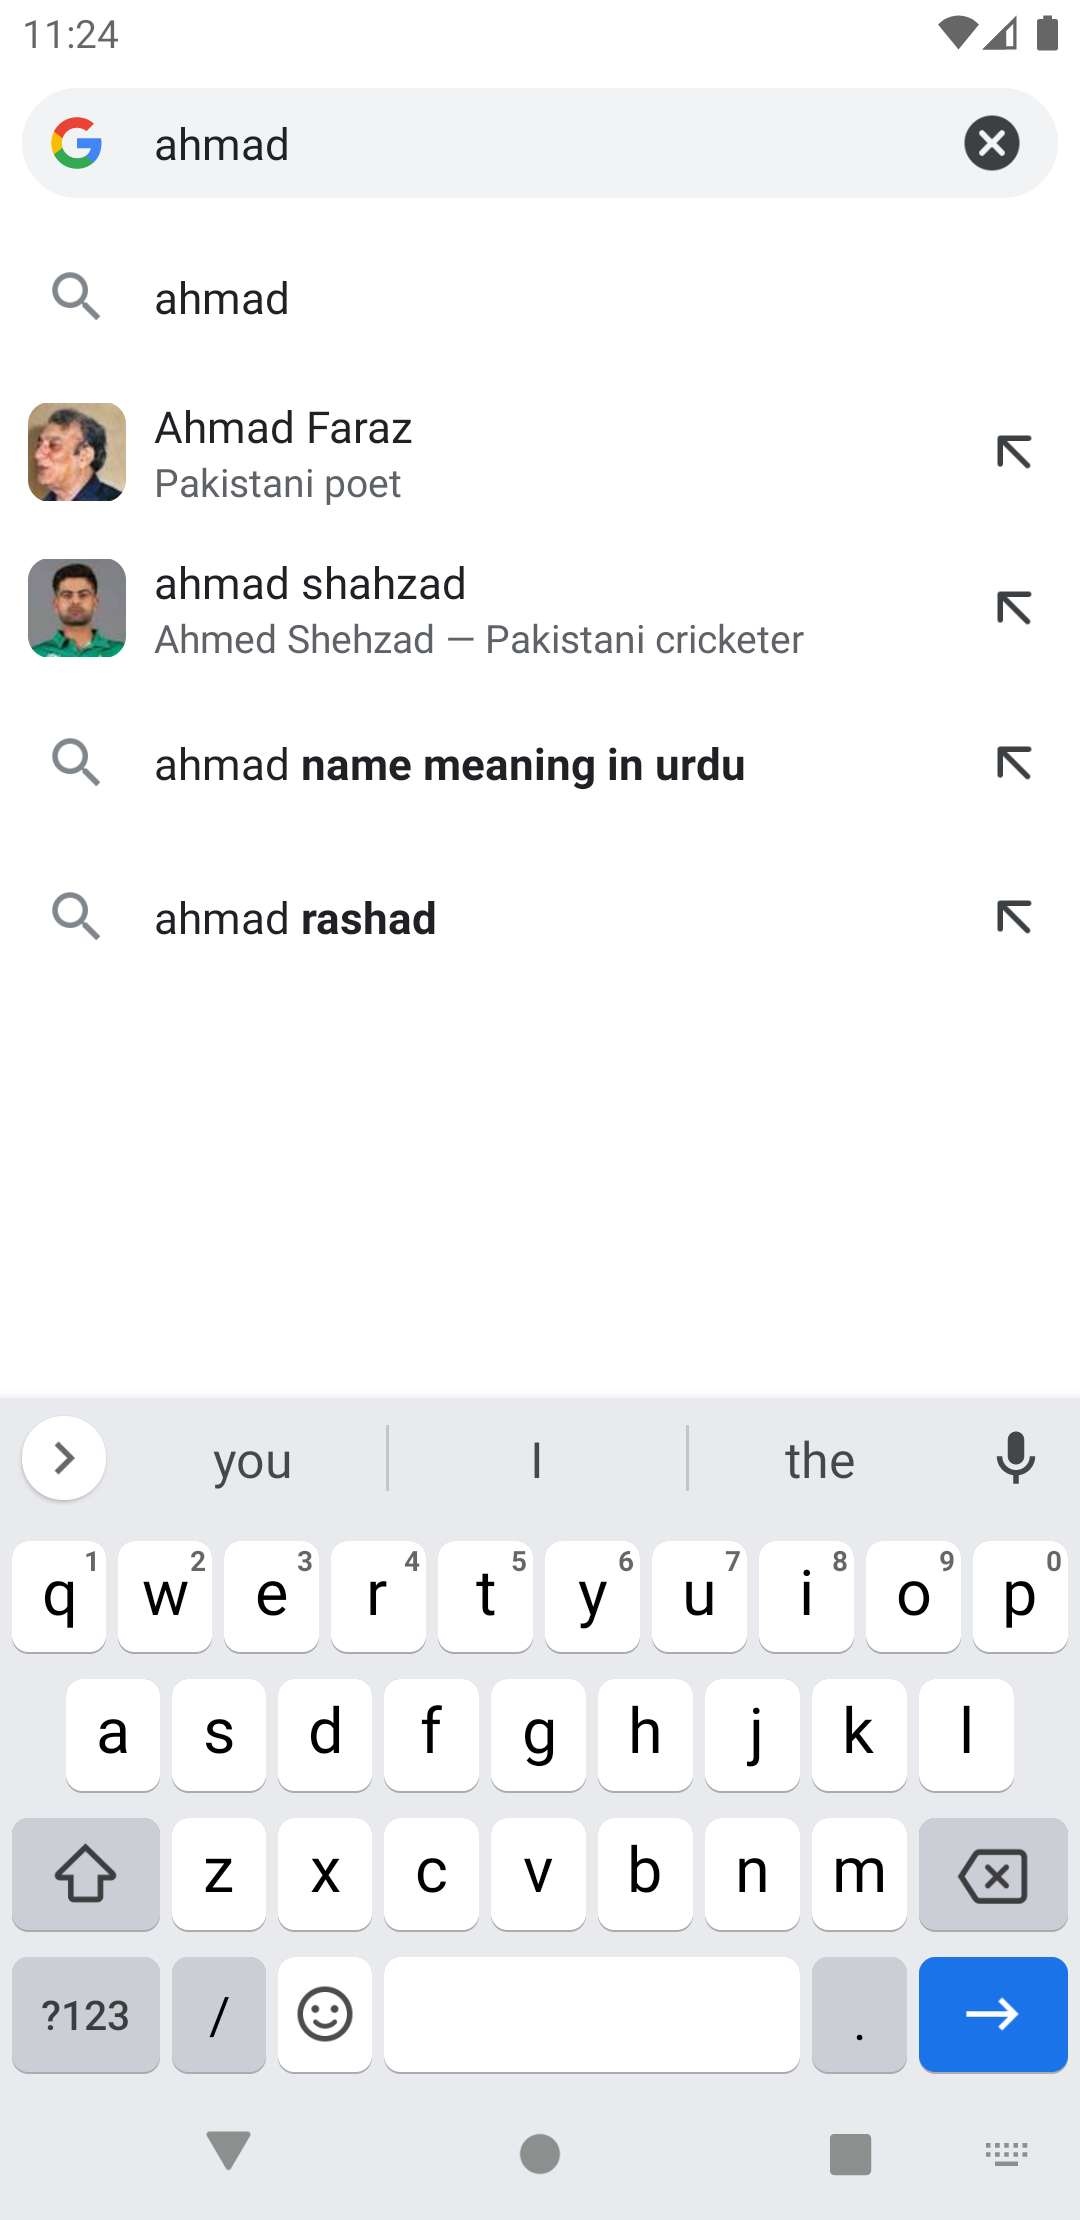 11:24
ahmad
ahmad
Ahmad Faraz
Pakistani poet
ahmad shahzad
Ahmed Shehzad — Pakistani cricketer
ahmad name meaning in urdu
ahmad rashad
you I the
q 1 w 2 e 3 r 4 t 5 y 6 u 7 i 8 o 9 p 0
a s d f g h j k l
z x c v b n m
?123 / .